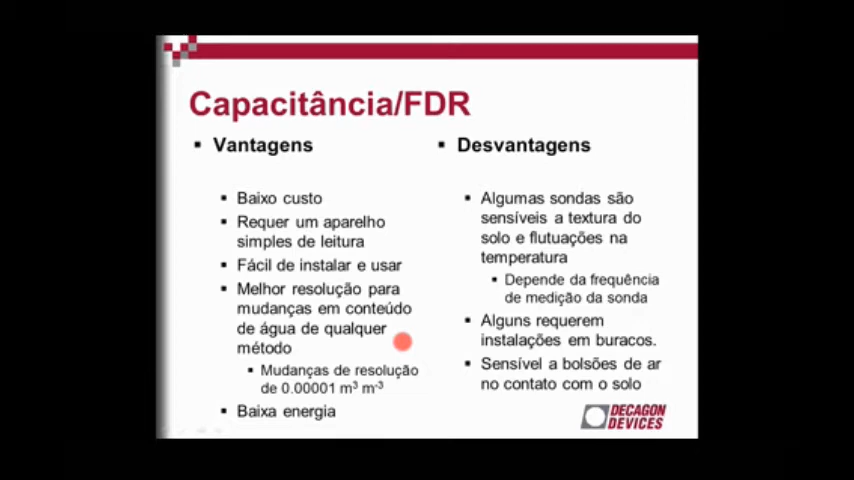 Capacitância/FDR
Vantagens
Baixo custo
Requer um aparelho
simples de leitura
Fácil de instalar e usar
Melhor resolução para
mudanças em conteúdo
de água de qualquer
método
Mudanças de resolução
de 0.00001 m³ m⁻³
Baixa energia
Desvantagens
Algumas sondas são
sensíveis a textura do
solo e flutuações na
temperatura
Depende da frequência
de medição da sonda
Alguns requerem
instalações em buracos.
Sensível a bolsões de ar
no contato com o solo
DECAGON
DEVICES